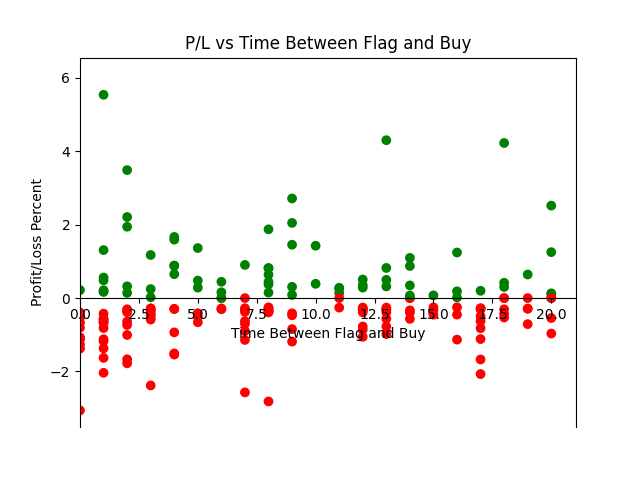 P/L vs Time Between Flag and Buy
Profit/Loss Percent
6
4
2
0
−2
0.0 2.5 5.0 7.5 10.0 12.5 15.0 17.5 20.0
Time Between Flag and Buy